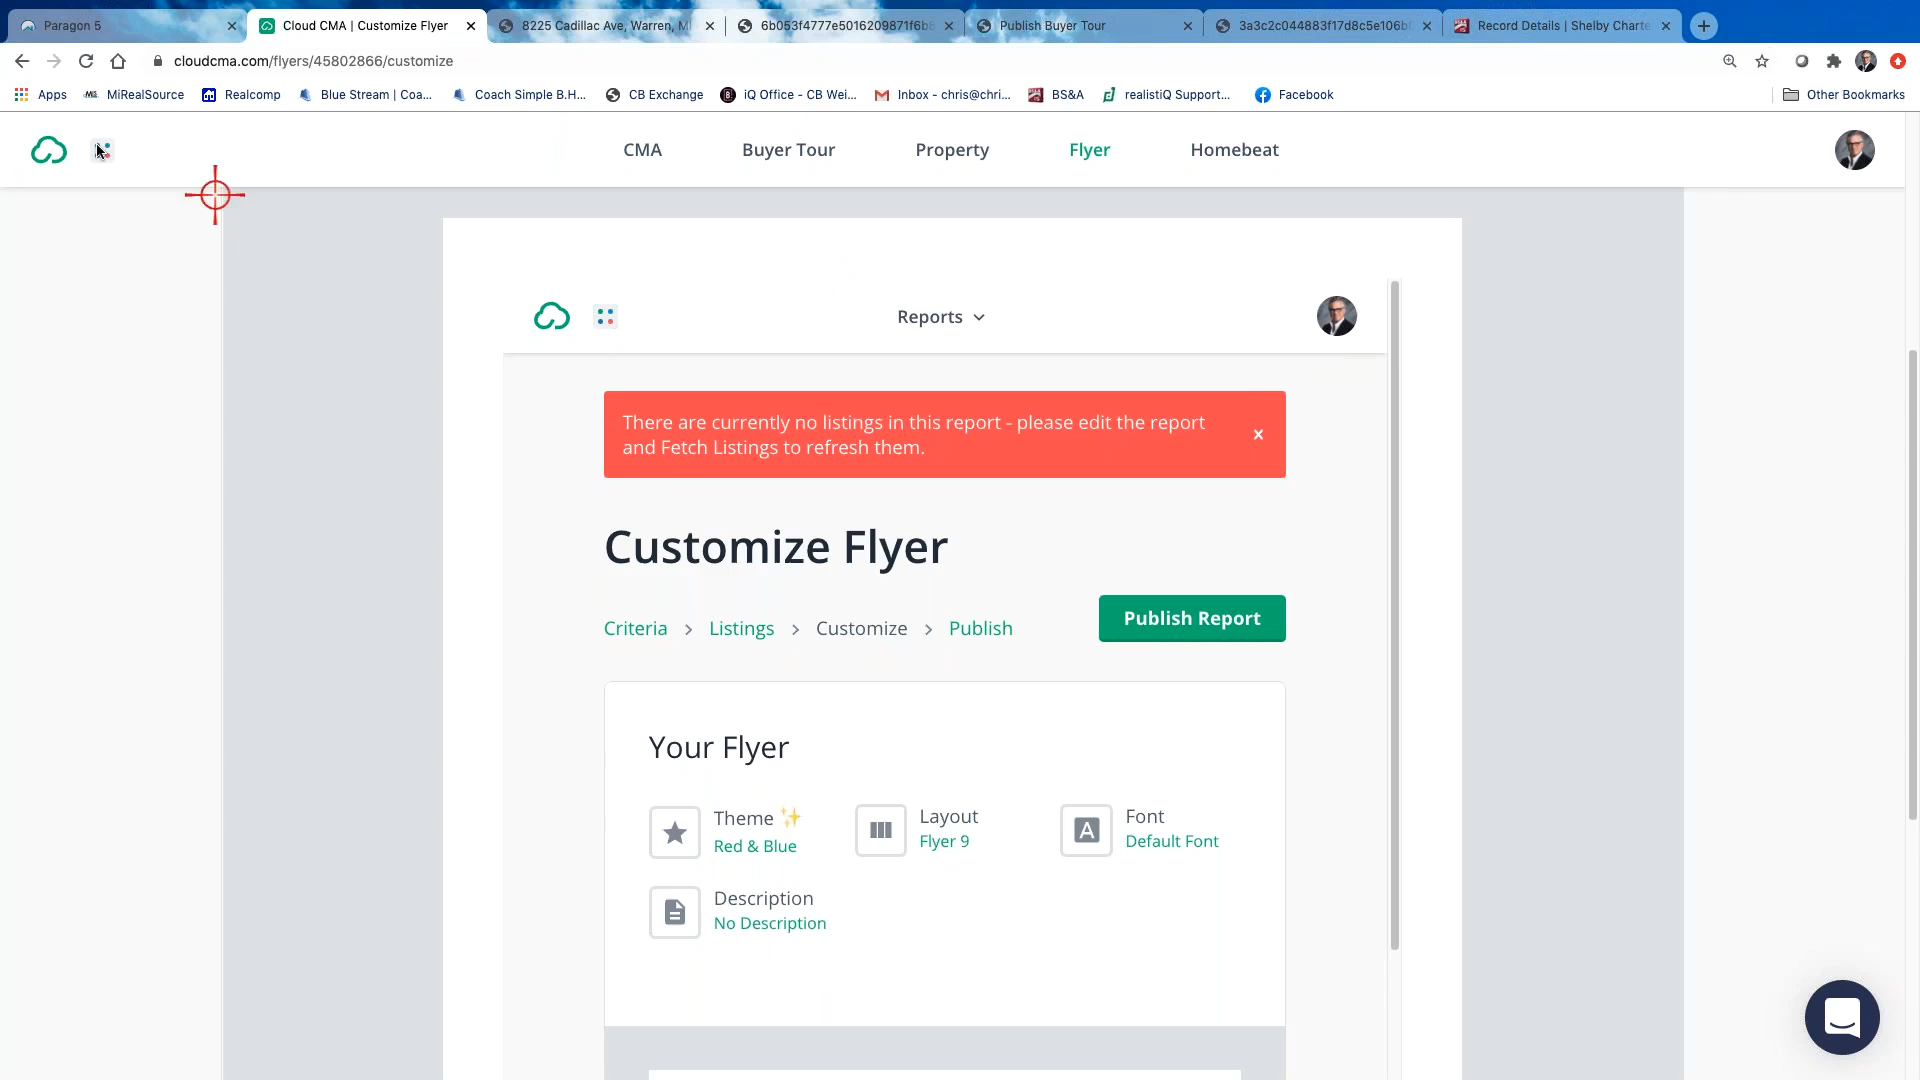 Paragon 5
Cloud CMA | Customize Flyer
8225 Cadillac Ave, Warren, MI
6b053f4777e5016209871f6b8
Publish Buyer Tour
3a3c2c044883f17d8c5e106bf
Record Details | Shelby Charte
cloudcma.com/flyers/45802866/customize
Apps
MiRealSource
Realcomp
Blue Stream | Coa...
Coach Simple B.H...
CB Exchange
iQ Office - CB Wei...
Inbox - chris@chri...
BS&A
realistiQ Support...
Facebook
Other Bookmarks
CMA
Buyer Tour
Property
Flyer
Homebeat
Reports
There are currently no listings in this report - please edit the report
and Fetch Listings to refresh them.
Customize Flyer
Criteria > Listings > Customize > Publish
Publish Report
Your Flyer
Theme ✨
Red & Blue
Layout
Flyer 9
Font
Default Font
Description
No Description